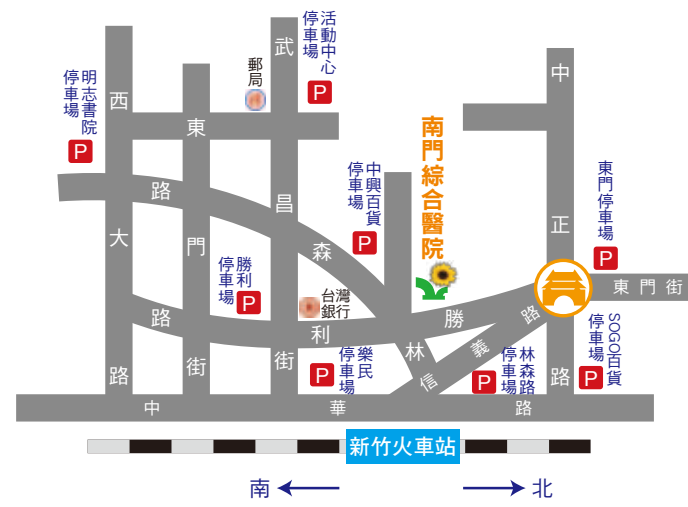 活動中心
停車場
P
郵局
武昌街
西大路
東門街
中正路
明志書院
停車場
P
南門綜合醫院
中興百貨
停車場
P
東門停車場
P
林森路
勝利
停車場
P
台灣
銀行
勝利路
東門街
信義路
樂民
停車場
P
林森路
停車場
P
SOGO百貨
停車場
P
中華路
新竹火車站
南
北